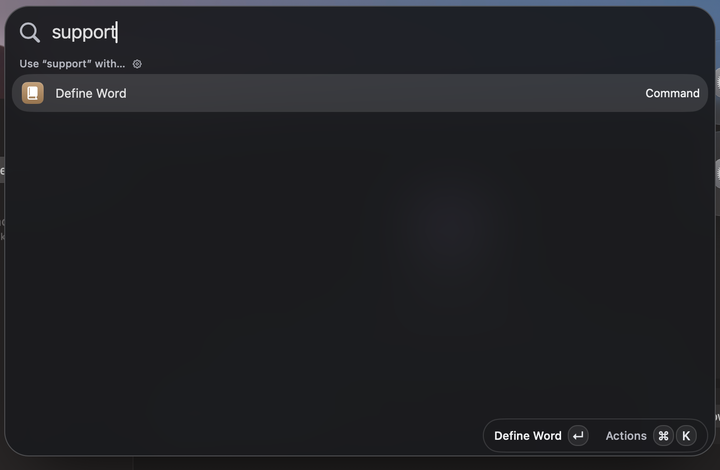 support
Use “support” with...
Define Word Command
Define Word ↵ Actions ⌘ K